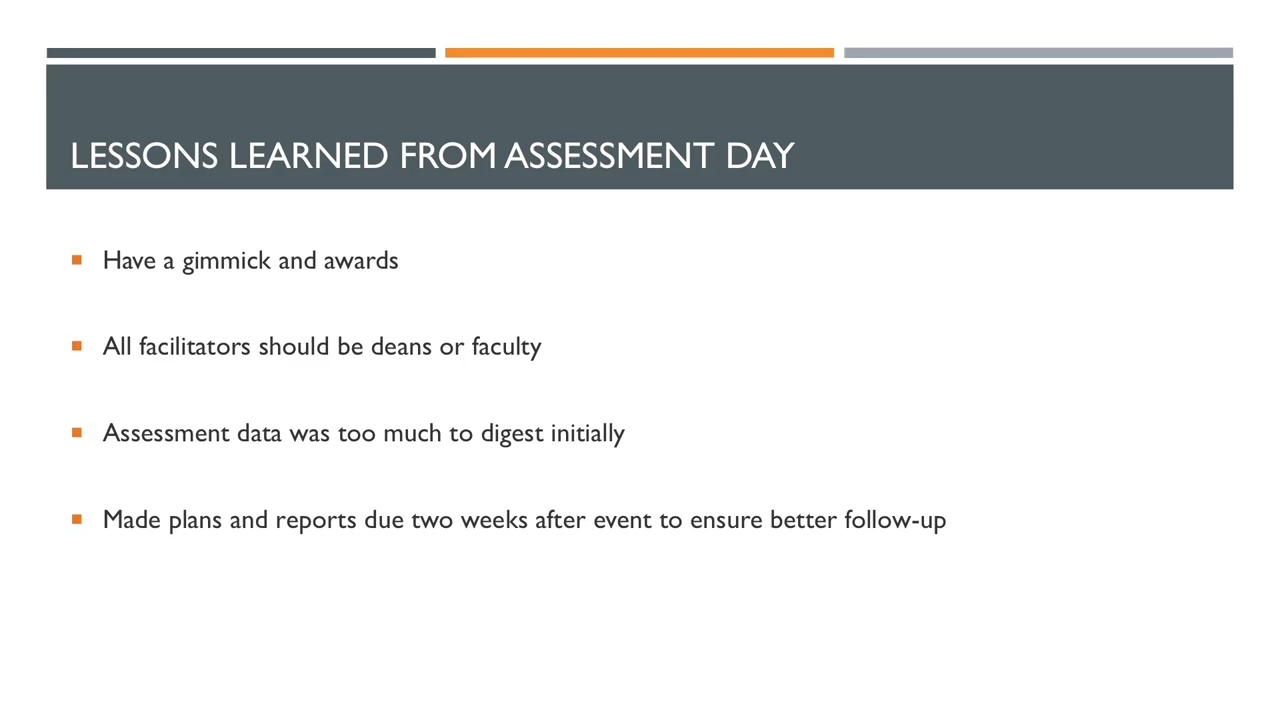 LESSONS LEARNED FROM ASSESSMENT DAY
Have a gimmick and awards
All facilitators should be deans or faculty
Assessment data was too much to digest initially
Made plans and reports due two weeks after event to ensure better follow-up